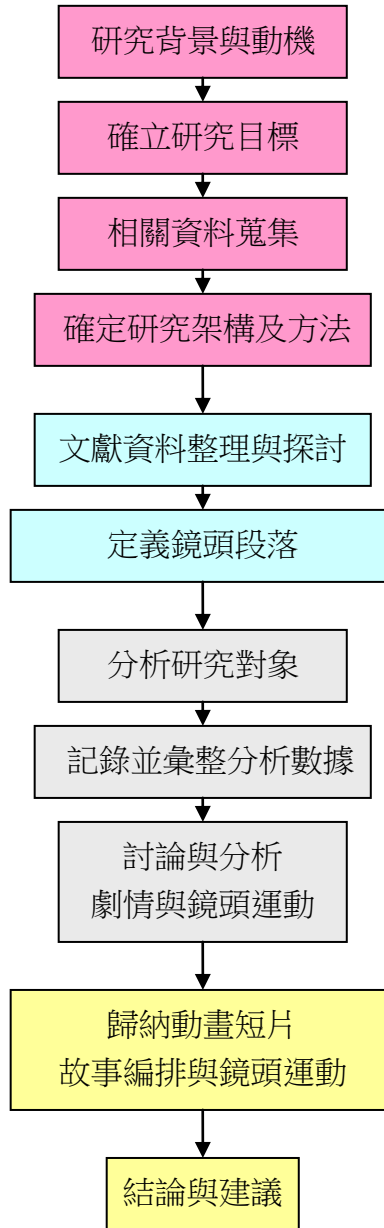 研究背景與動機
確立研究目標
相關資料蒐集
確定研究架構及方法
文獻資料整理與探討
定義鏡頭段落
分析研究對象
記錄並彙整分析數據
討論與分析
劇情與鏡頭運動
歸納動畫短片
故事編排與鏡頭運動
結論與建議